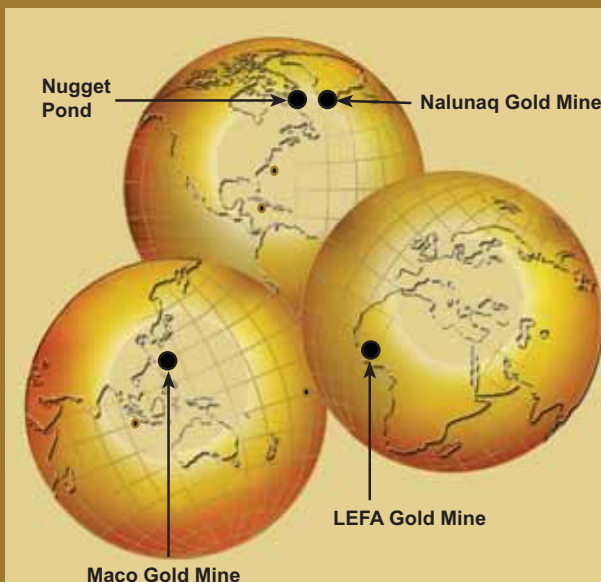 Nugget
Pond
Nalunaq Gold Mine
LEFA Gold Mine
Maco Gold Mine